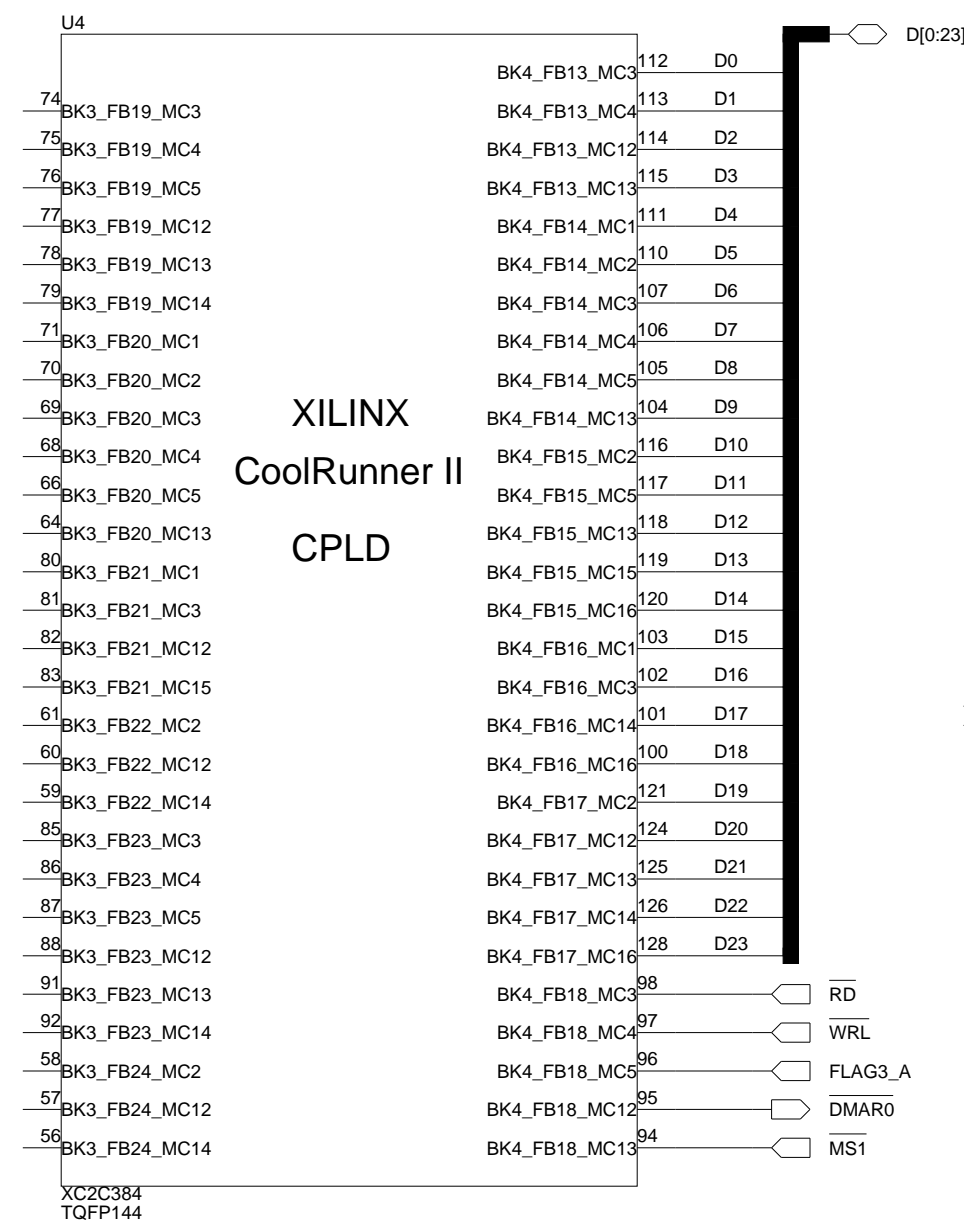 U4
D[0:23]
BK4_FB13_MC3 112 D0
74 BK3_FB19_MC3 BK4_FB13_MC4 113 D1
75 BK3_FB19_MC4 BK4_FB13_MC12 114 D2
76 BK3_FB19_MC5 BK4_FB13_MC13 115 D3
77 BK3_FB19_MC12 BK4_FB14_MC1 111 D4
78 BK3_FB19_MC13 BK4_FB14_MC2 110 D5
79 BK3_FB19_MC14 BK4_FB14_MC3 107 D6
71 BK3_FB20_MC1 BK4_FB14_MC4 106 D7
70 BK3_FB20_MC2 BK4_FB14_MC5 105 D8
69 BK3_FB20_MC3 XILINX BK4_FB14_MC13 104 D9
68 BK3_FB20_MC4 CoolRunner II BK4_FB15_MC2 116 D10
66 BK3_FB20_MC5 BK4_FB15_MC5 117 D11
64 BK3_FB20_MC13 CPLD BK4_FB15_MC13 118 D12
80 BK3_FB21_MC1 BK4_FB15_MC15 119 D13
81 BK3_FB21_MC3 BK4_FB15_MC16 120 D14
82 BK3_FB21_MC12 BK4_FB16_MC1 103 D15
83 BK3_FB21_MC15 BK4_FB16_MC3 102 D16
61 BK3_FB22_MC2 BK4_FB16_MC14 101 D17
60 BK3_FB22_MC12 BK4_FB16_MC16 100 D18
59 BK3_FB22_MC14 BK4_FB17_MC2 121 D19
85 BK3_FB23_MC3 BK4_FB17_MC12 124 D20
86 BK3_FB23_MC4 BK4_FB17_MC13 125 D21
87 BK3_FB23_MC5 BK4_FB17_MC14 126 D22
88 BK3_FB23_MC12 BK4_FB17_MC16 128 D23
91 BK3_FB23_MC13 BK4_FB18_MC3 98 RD
92 BK3_FB23_MC14 BK4_FB18_MC4 97 WRL
58 BK3_FB24_MC2 BK4_FB18_MC5 96 FLAG3_A
57 BK3_FB24_MC12 BK4_FB18_MC12 95 DMAR0
56 BK3_FB24_MC14 BK4_FB18_MC13 94 MS1
XC2C384
TQFP144